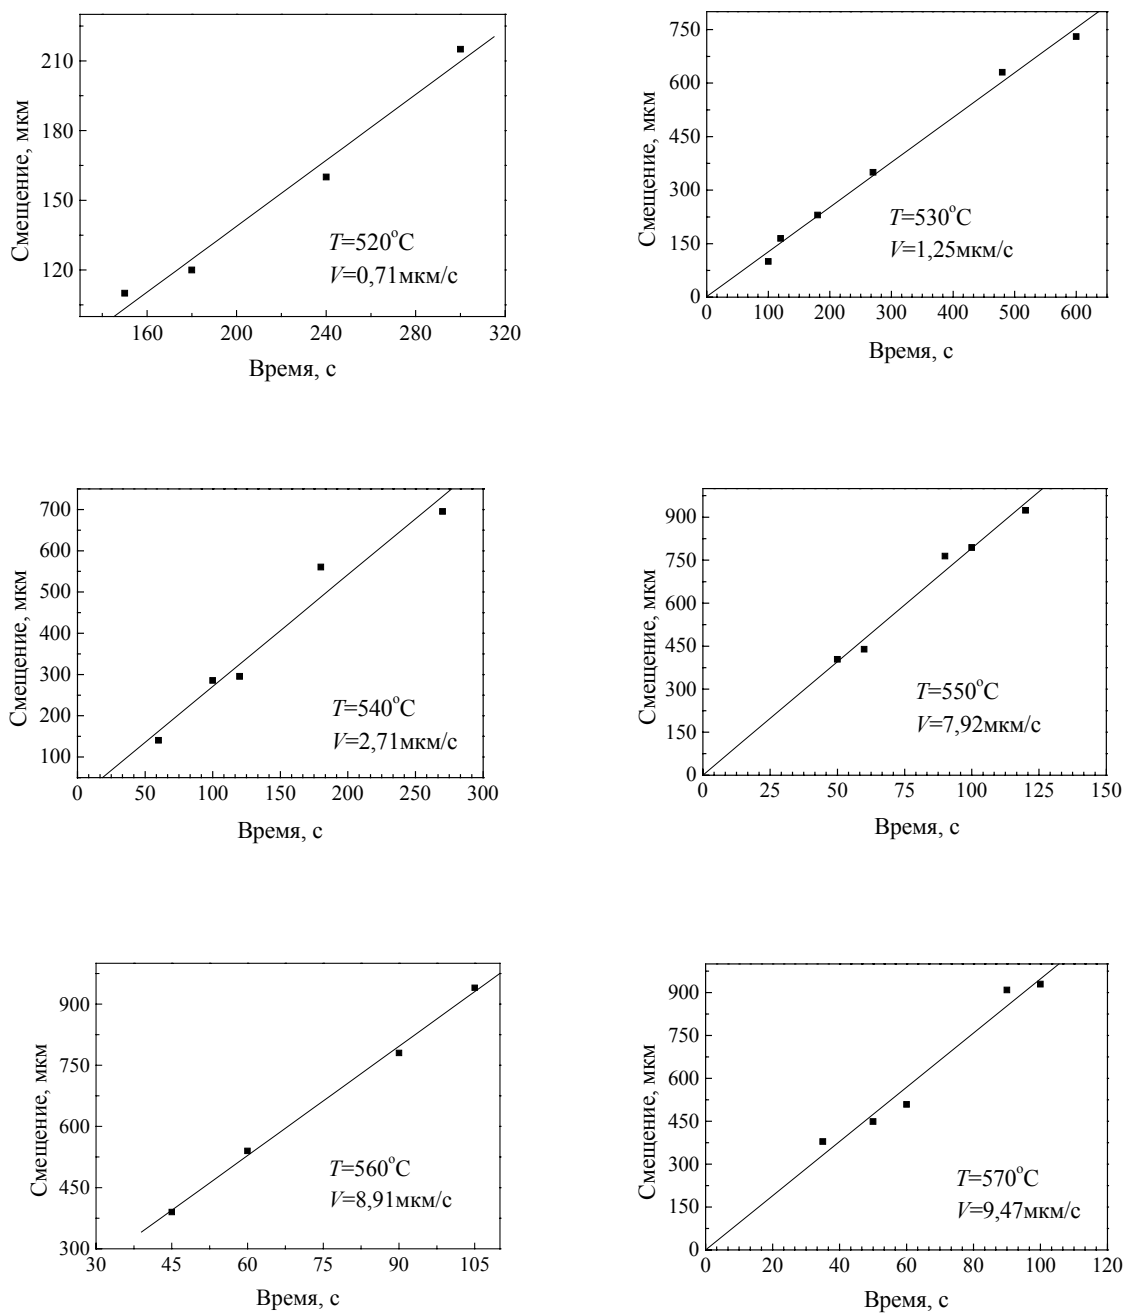 210
180
150
120
Смещение, мкм
T=520°C
V=0,71мкм/с
160 200 240 280 320
Время, с
750
600
450
300
150
0
Смещение, мкм
T=530°C
V=1,25мкм/с
0 100 200 300 400 500 600
Время, с
700
600
500
400
300
200
100
Смещение, мкм
T=540°C
V=2,71мкм/с
0 50 100 150 200 250 300
Время, с
900
750
600
450
300
150
0
Смещение, мкм
T=550°C
V=7,92мкм/с
0 25 50 75 100 125 150
Время, с
900
750
600
450
300
Смещение, мкм
T=560°C
V=8,91мкм/с
30 45 60 75 90 105
Время, с
900
750
600
450
300
150
0
Смещение, мкм
T=570°C
V=9,47мкм/с
0 20 40 60 80 100 120
Время, с